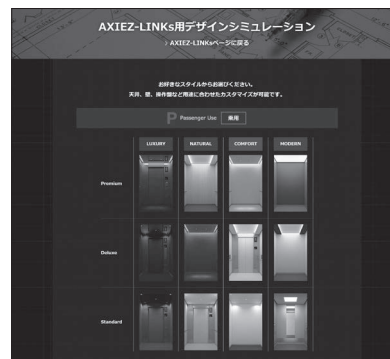 AXIEZ-LINKs用デザインシミュレーション
› AXIEZ-LINKsページに戻る
お好きなスタイルからお選びください。
天井、壁、操作盤など用途に合わせたカスタマイズが可能です。
P Passenger Use 乗用
LUXURY NATURAL COMFORT MODERN
Premium
Deluxe
Standard